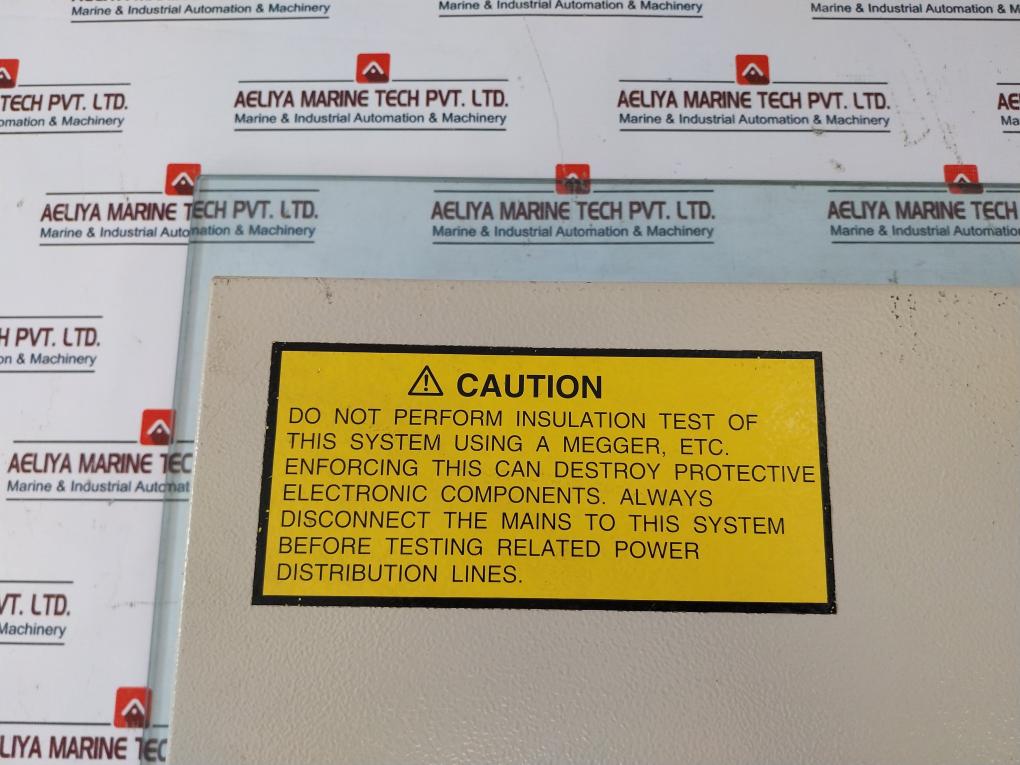 Marine & Industrial Automation & Machinery
Marine & Industrial Automation & Machinery
Marine & Industrial Automation &
TECH PVT. LTD.
AELIYA MARINE TECH PVT. LTD.
AELIYA MARINE TECH PVT. LTD.
& Machinery
Marine & Industrial Automation & Machinery
Marine & Industrial Automation & Machinery
AELIYA MARINE TECH PVT. LTD.
AELIYA MARINE TECH PVT. LTD.
AELIYA MARINE TECH
Marine & Industrial Automation & Machinery
Marine & Industrial Automation & Machinery
Marine & Industrial Automation
PVT. LTD.
& Machinery
CAUTION
DO NOT PERFORM INSULATION TEST OF
THIS SYSTEM USING A MEGGER, ETC.
ENFORCING THIS CAN DESTROY PROTECTIVE
ELECTRONIC COMPONENTS. ALWAYS
DISCONNECT THE MAINS TO THIS SYSTEM
BEFORE TESTING RELATED POWER
DISTRIBUTION LINES.
AELIYA MARINE TEC
Marine & Industrial Automat
VT. LTD.
Machinery
LIYA MARINE TEC